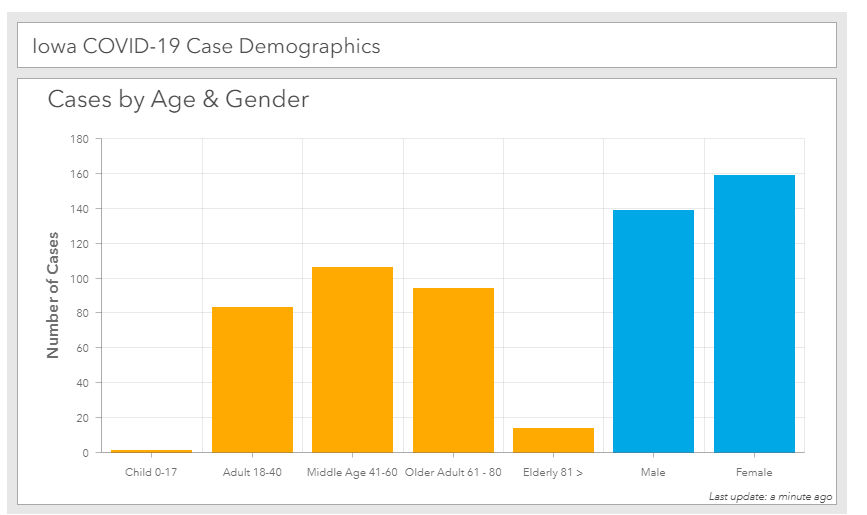 Iowa COVID-19 Case Demographics
Cases by Age & Gender
Number of Cases
180
160
140
120
100
80
60
40
20
0
Child 0-17 Adult 18-40 Middle Age 41-60 Older Adult 61 - 80 Elderly 81 > Male Female
Last update: a minute ago